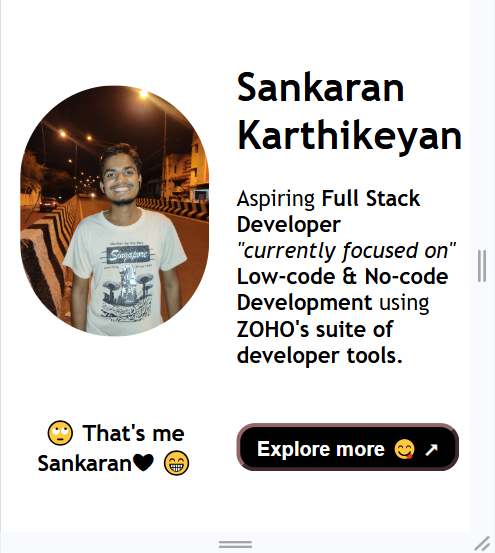 Sankaran
Karthikeyan
Aspiring Full Stack
Developer
"currently focused on"
Low-code & No-code
Development using
ZOHO's suite of
developer tools.
Singapore
🙄 That's me
Sankaran🖤 😁
Explore more 😋 ↗